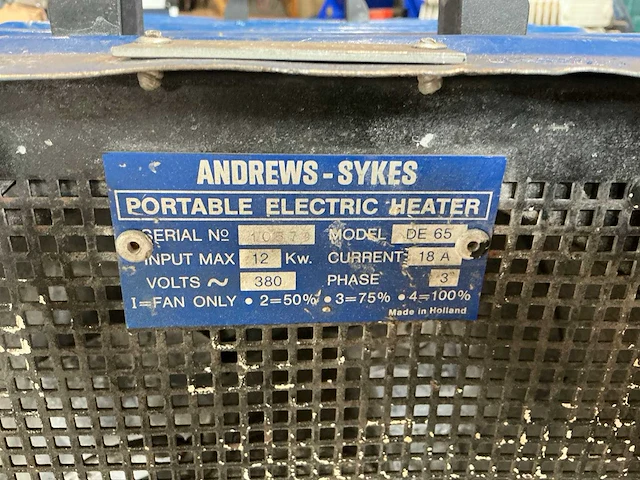 ANDREWS-SYKES
PORTABLE ELECTRIC HEATER
SERIAL Nº MODEL DE 65
INPUT MAX 12 Kw. CURRENT 18 A
VOLTS ~ 380 PHASE 3
1=FAN ONLY • 2=50% • 3=75% • 4=100%
Made in Holland